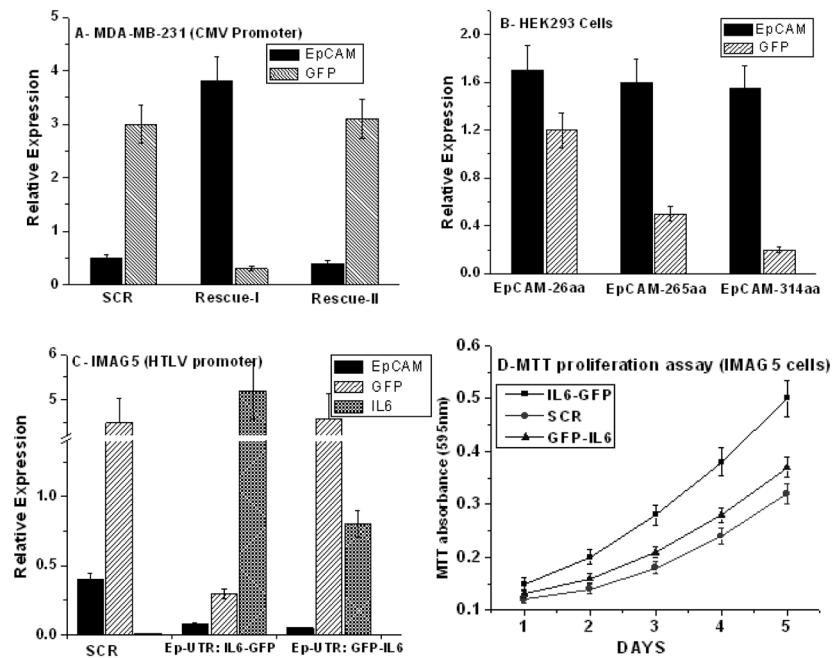 A- MDA-MB-231 (CMV Promoter)
EpCAM
GFP
Relative Expression
5
4
3
2
1
0
SCR
Rescue-I
Rescue-II
B- HEK293 Cells
EpCAM
GFP
Relative Expression
2.0
1.6
1.2
0.8
0.4
0.0
EpCAM-26aa
EpCAM-265aa
EpCAM-314aa
C- IMAG5 (HTLV promoter)
EpCAM
GFP
IL6
Relative Expression
6
5
1.0
0.5
0.0
SCR
Ep-UTR: IL6-GFP
Ep-UTR: GFP-IL6
D-MTT proliferation assay (IMAG 5 cells)
IL6-GFP
SCR
GFP-IL6
MTT absorbance (595nm)
0.6
0.5
0.4
0.3
0.2
0.1
1 2 3 4 5
DAYS